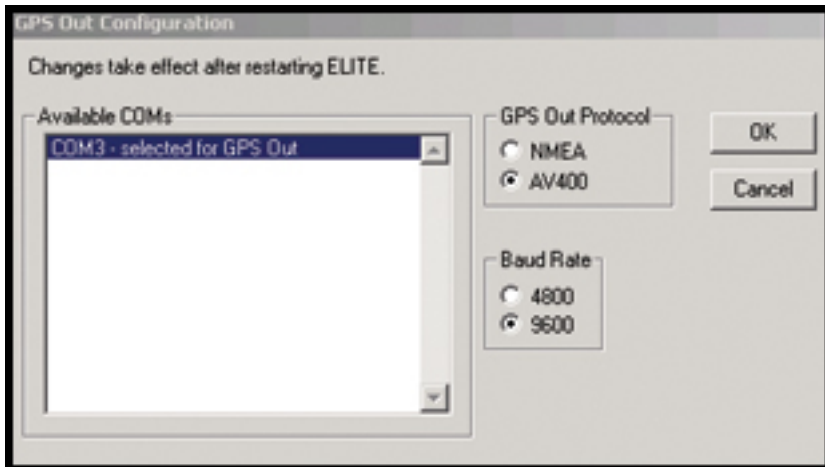 GPS Out Configuration
Changes take effect after restarting ELITE.
Available COMs
COM3 - selected for GPS Out
GPS Out Protocol
NMEA
AV400
Baud Rate
4800
9600
OK
Cancel